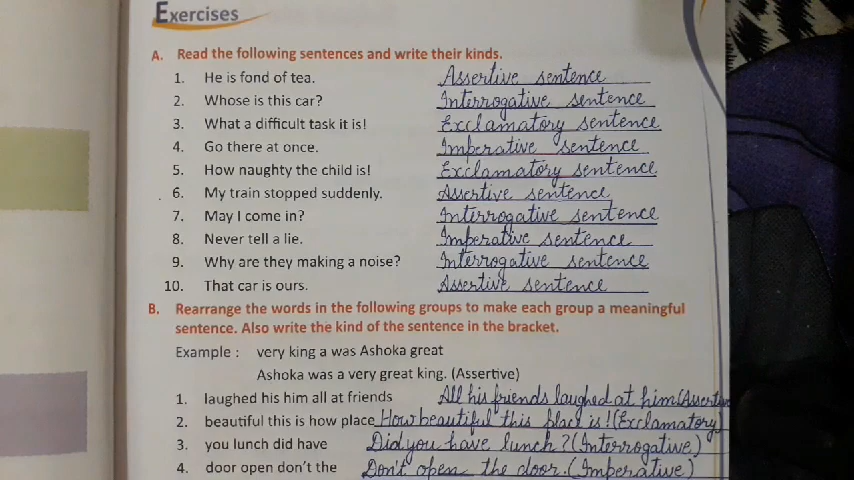 Exercises
A. Read the following sentences and write their kinds.
1. He is fond of tea. Assertive sentence
2. Whose is this car? Interrogative sentence
3. What a difficult task it is! Exclamatory sentence
4. Go there at once. Imperative sentence
5. How naughty the child is! Exclamatory sentence
6. My train stopped suddenly. Assertive sentence
7. May I come in? Interrogative sentence
8. Never tell a lie. Imperative sentence
9. Why are they making a noise? Interrogative sentence
10. That car is ours. Assertive sentence
B. Rearrange the words in the following groups to make each group a meaningful
sentence. Also write the kind of the sentence in the bracket.
Example : very king a was Ashoka great
Ashoka was a very great king. (Assertive)
1. laughed his him all at friends All his friends laughed at him(Assertive
2. beautiful this is how place How beautiful this place is!(Exclamatory)
3. you lunch did have Did you have lunch?(Interrogative)
4. door open don't the Don't open the door.(Imperative)